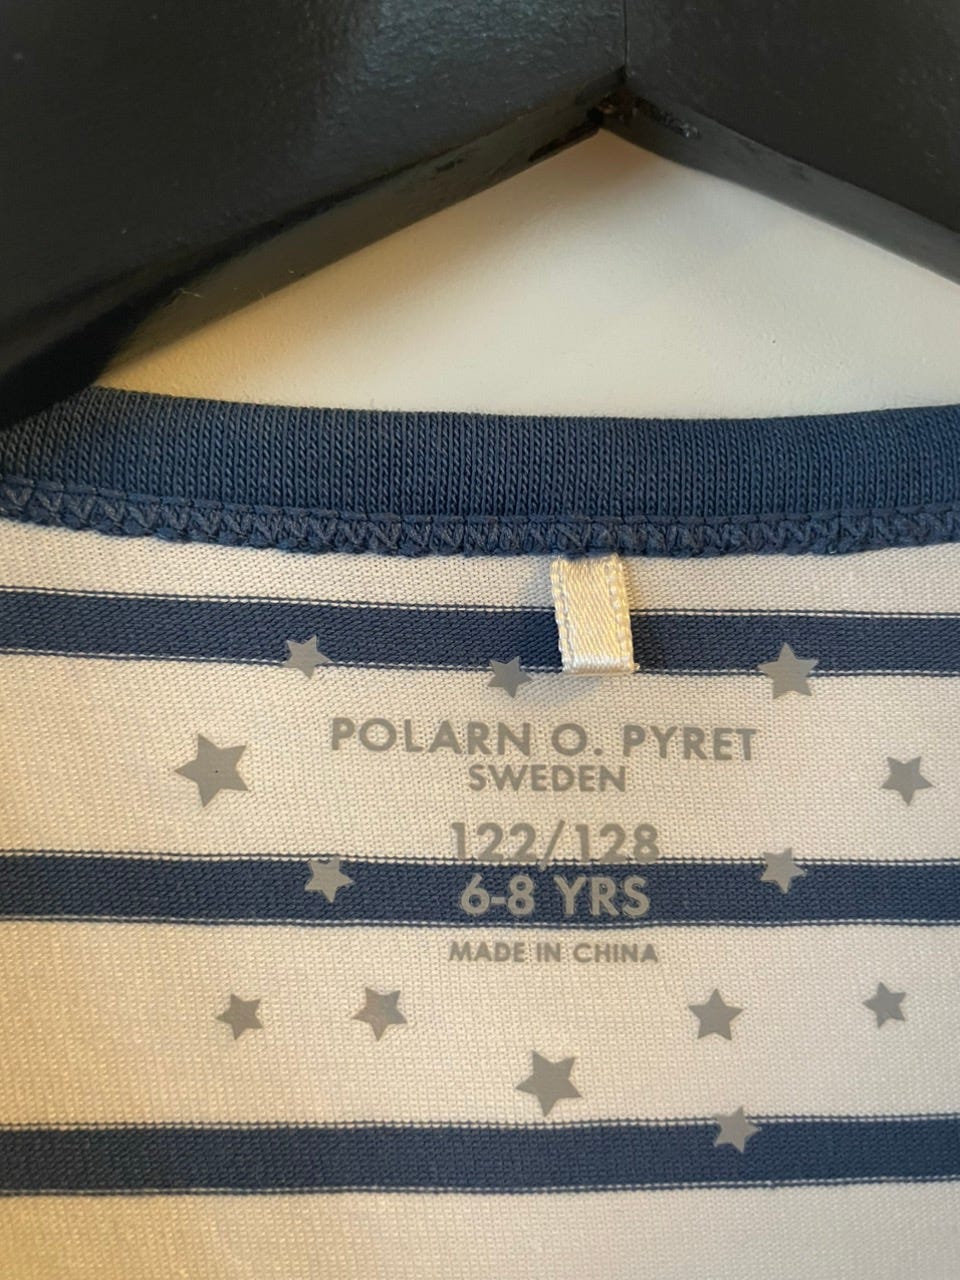 POLARN O. PYRET
SWEDEN
122/128
6-8 YRS
MADE IN CHINA